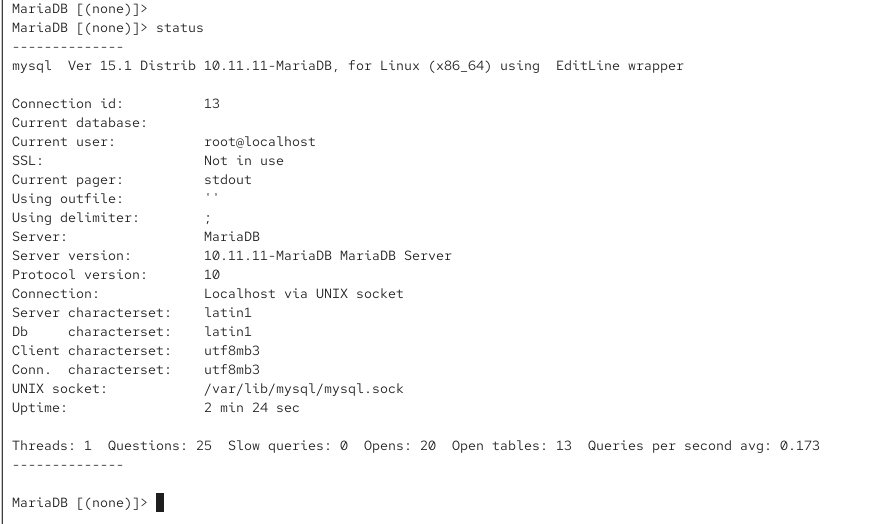 MariaDB [(none)]>
MariaDB [(none)]> status
--------------
mysql  Ver 15.1 Distrib 10.11.11-MariaDB, for Linux (x86_64) using  EditLine wrapper

Connection id:          13
Current database:
Current user:           root@localhost
SSL:                    Not in use
Current pager:          stdout
Using outfile:          ''
Using delimiter:        ;
Server:                 MariaDB
Server version:         10.11.11-MariaDB MariaDB Server
Protocol version:       10
Connection:             Localhost via UNIX socket
Server characterset:    latin1
Db     characterset:    latin1
Client characterset:    utf8mb3
Conn.  characterset:    utf8mb3
UNIX socket:            /var/lib/mysql/mysql.sock
Uptime:                 2 min 24 sec

Threads: 1  Questions: 25  Slow queries: 0  Opens: 20  Open tables: 13  Queries per second avg: 0.173
--------------

MariaDB [(none)]>